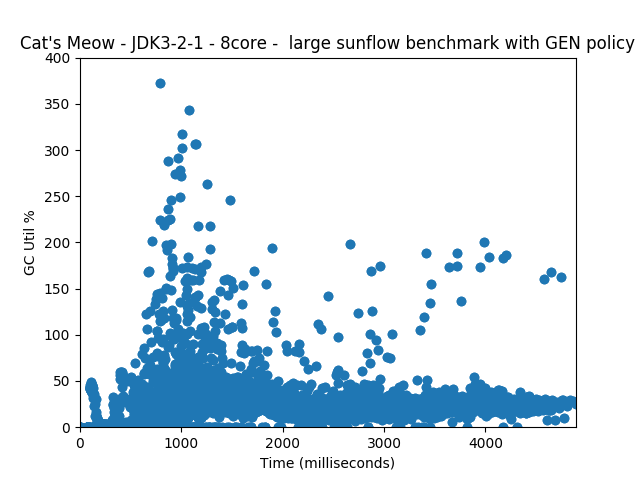 Cat's Meow - JDK3-2-1 - 8core -  large sunflow benchmark with GEN policy
400
350
300
250
200
150
100
50
0
GC Util %
0 1000 2000 3000 4000
Time (milliseconds)